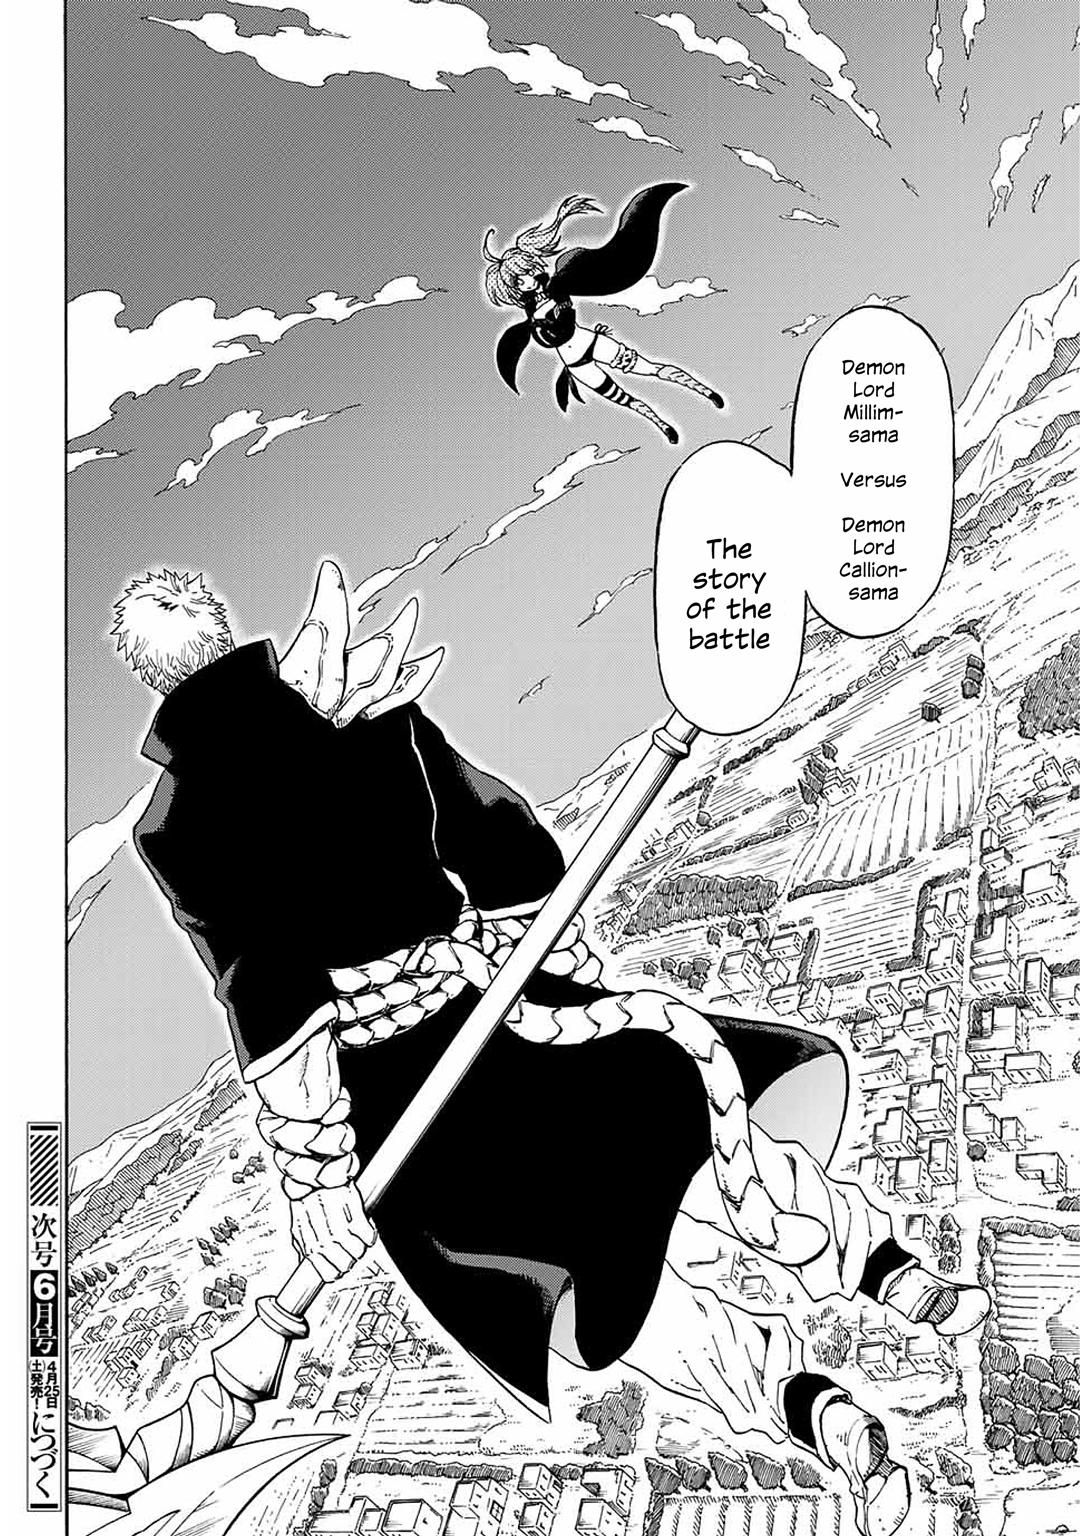 Demon
Lord
Millim-
sama
Versus
Demon
Lord
Callion-
sama
The
story
of the
battle
次号6月号
4月25日
(土)発売!
につづく